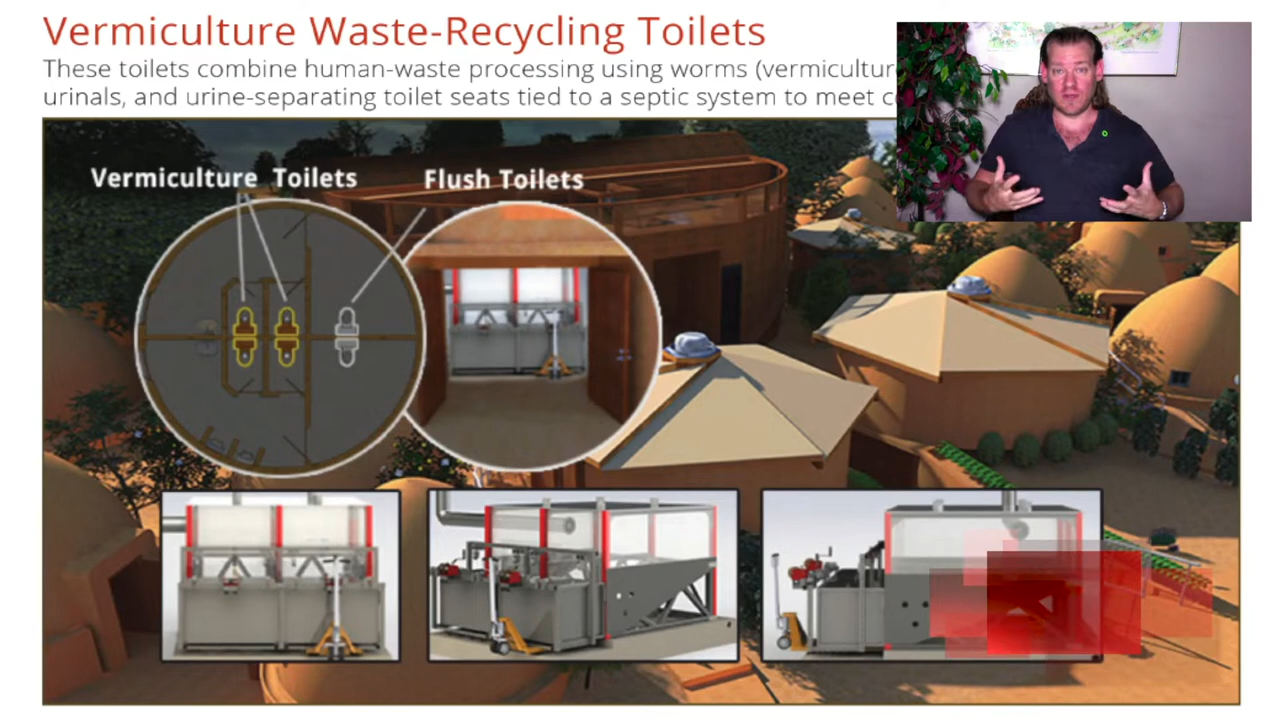 Vermiculture Waste-Recycling Toilets
These toilets combine human-waste processing using worms (vermiculture
urinals, and urine-separating toilet seats tied to a septic system to meet
Vermiculture Toilets
Flush Toilets